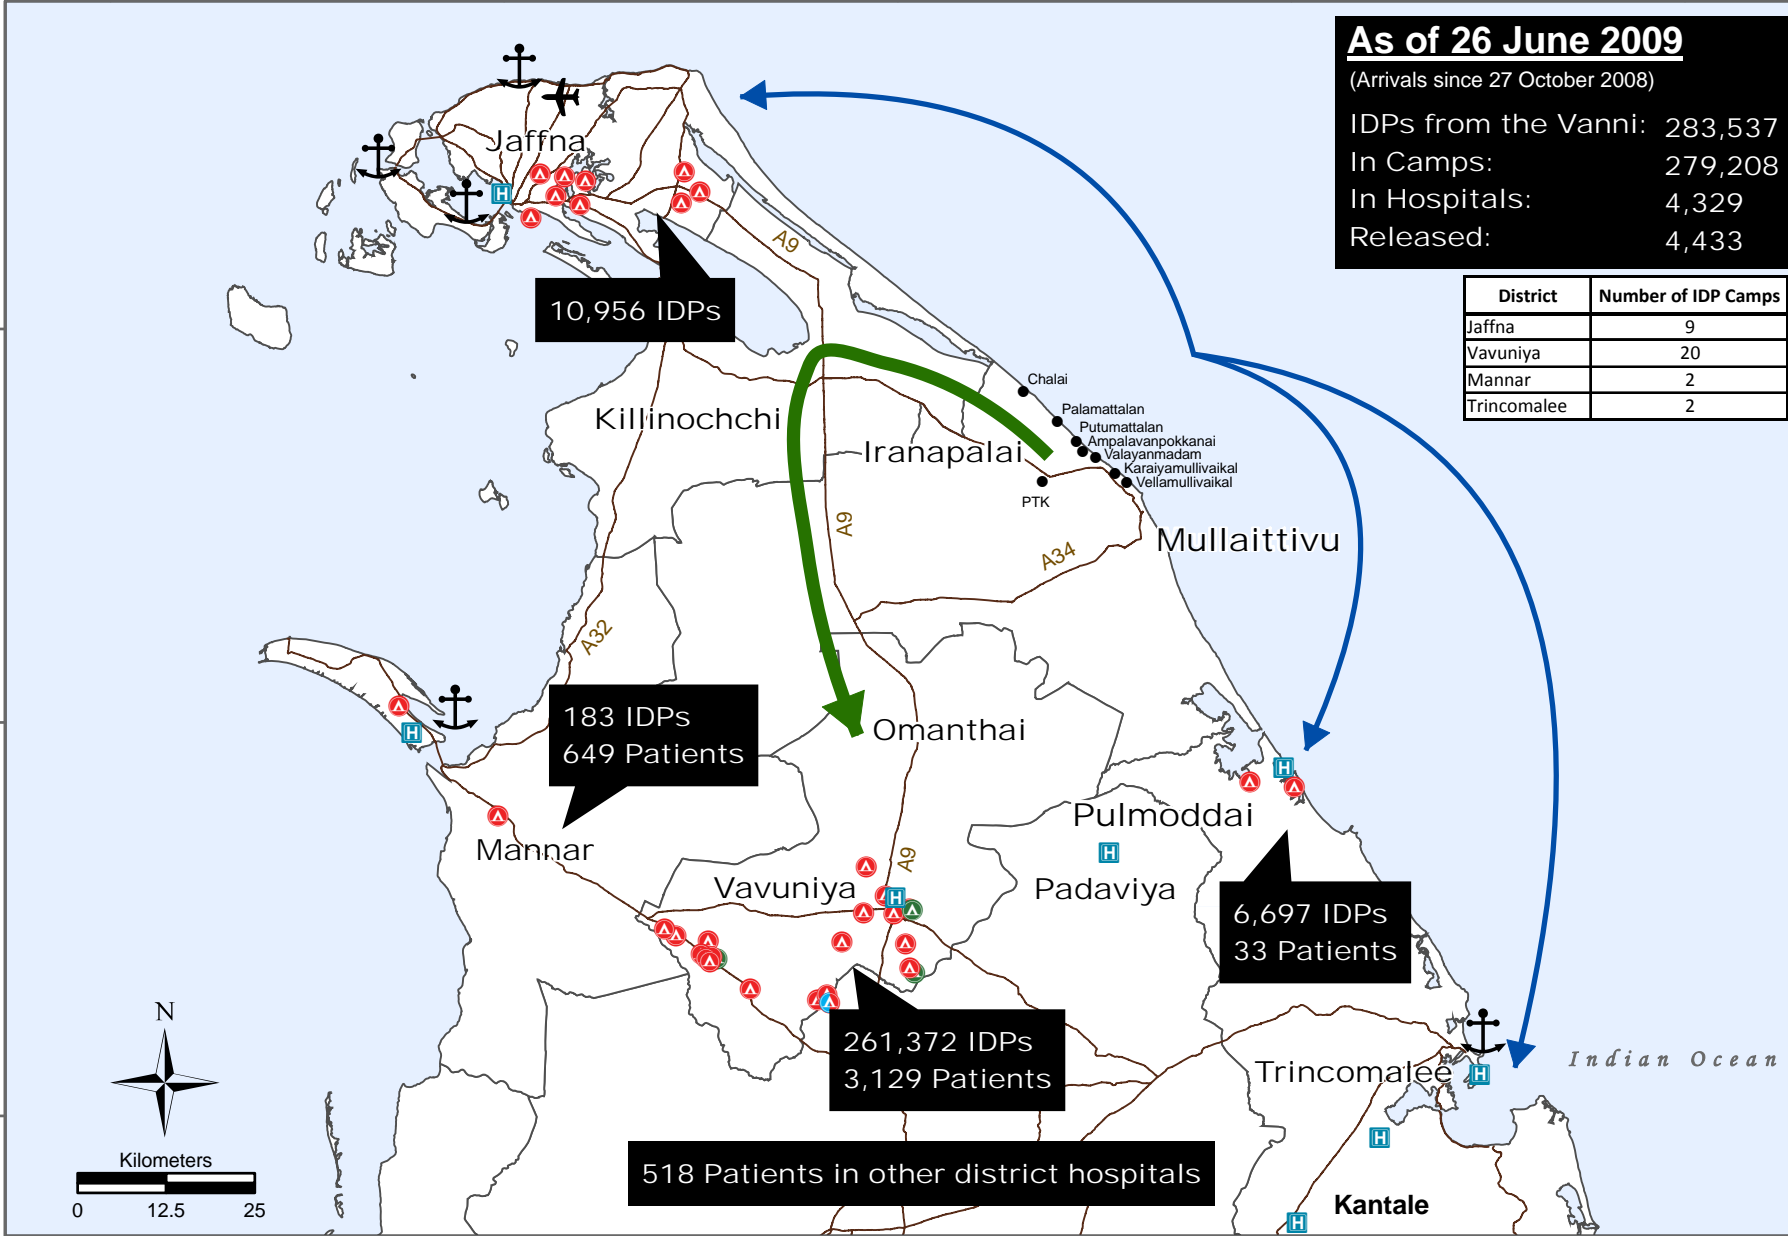 As of 26 June 2009
(Arrivals since 27 October 2008)
IDPs from the Vanni: 283,537
In Camps: 279,208
In Hospitals: 4,329
Released: 4,433
District Number of IDP Camps
Jaffna 9
Vavuniya 20
Mannar 2
Trincomalee 2
Jaffna
H
A9
10,956 IDPs
Chalai
Palamattalan
Putumattalan
Ampalavanpokkanai
Valayanmadam
Karaiyamullivaikal
Vellamullivaikal
PTK
Killinochchi
Iranapalai
A9
A34
Mullaittivu
A32
183 IDPs
649 Patients
H
Omanthai
H
Pulmoddai
Mannar
H
A9
Vavuniya
H
Padaviya
6,697 IDPs
33 Patients
261,372 IDPs
3,129 Patients
N
Indian Ocean
Trincomalee
H
H
518 Patients in other district hospitals
Kilometers
0 12.5 25
Kantale
H